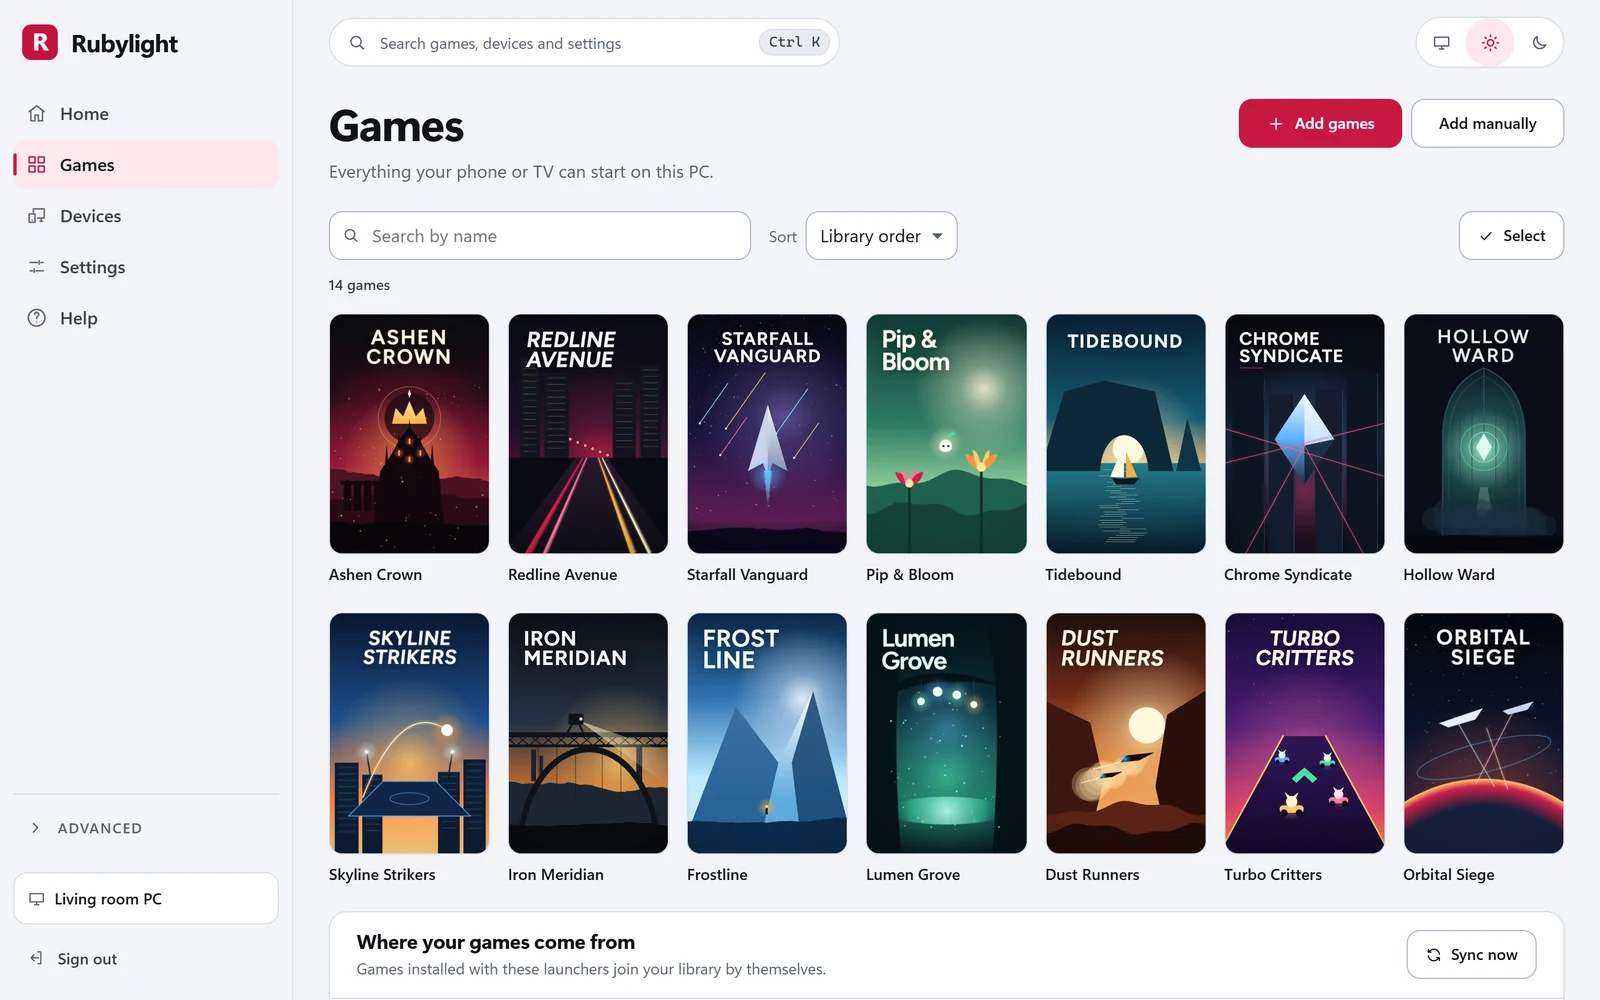 R Rubylight
Search games, devices and settings Ctrl K
Home
Games
Devices
Settings
Help
Games
Everything your phone or TV can start on this PC.
Add games
Add manually
Search by name
Sort
Library order
Select
14 games
ASHEN
CROWN
Ashen Crown
REDLINE
AVENUE
Redline Avenue
STARFALL
VANGUARD
Starfall Vanguard
Pip &
Bloom
Pip & Bloom
TIDEBOUND
Tidebound
CHROME
SYNDICATE
Chrome Syndicate
HOLLOW
WARD
Hollow Ward
SKYLINE
STRIKERS
Skyline Strikers
IRON
MERIDIAN
Iron Meridian
FROST
LINE
Frostline
Lumen
Grove
Lumen Grove
DUST
RUNNERS
Dust Runners
TURBO
CRITTERS
Turbo Critters
ORBITAL
SIEGE
Orbital Siege
Where your games come from
Games installed with these launchers join your library by themselves.
Sync now
ADVANCED
Living room PC
Sign out